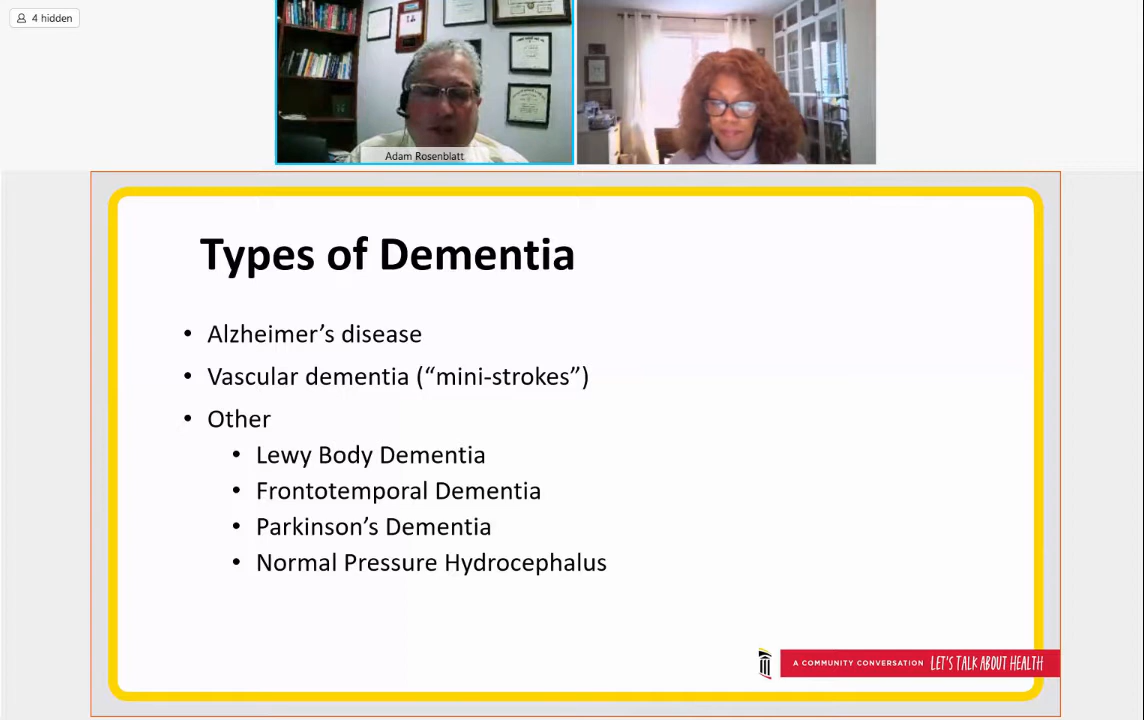 4 hidden
Adam Rosenblatt
Types of Dementia
• Alzheimer’s disease
• Vascular dementia (“mini-strokes”)
• Other
• Lewy Body Dementia
• Frontotemporal Dementia
• Parkinson’s Dementia
• Normal Pressure Hydrocephalus
A COMMUNITY CONVERSATION LET'S TALK ABOUT HEALTH